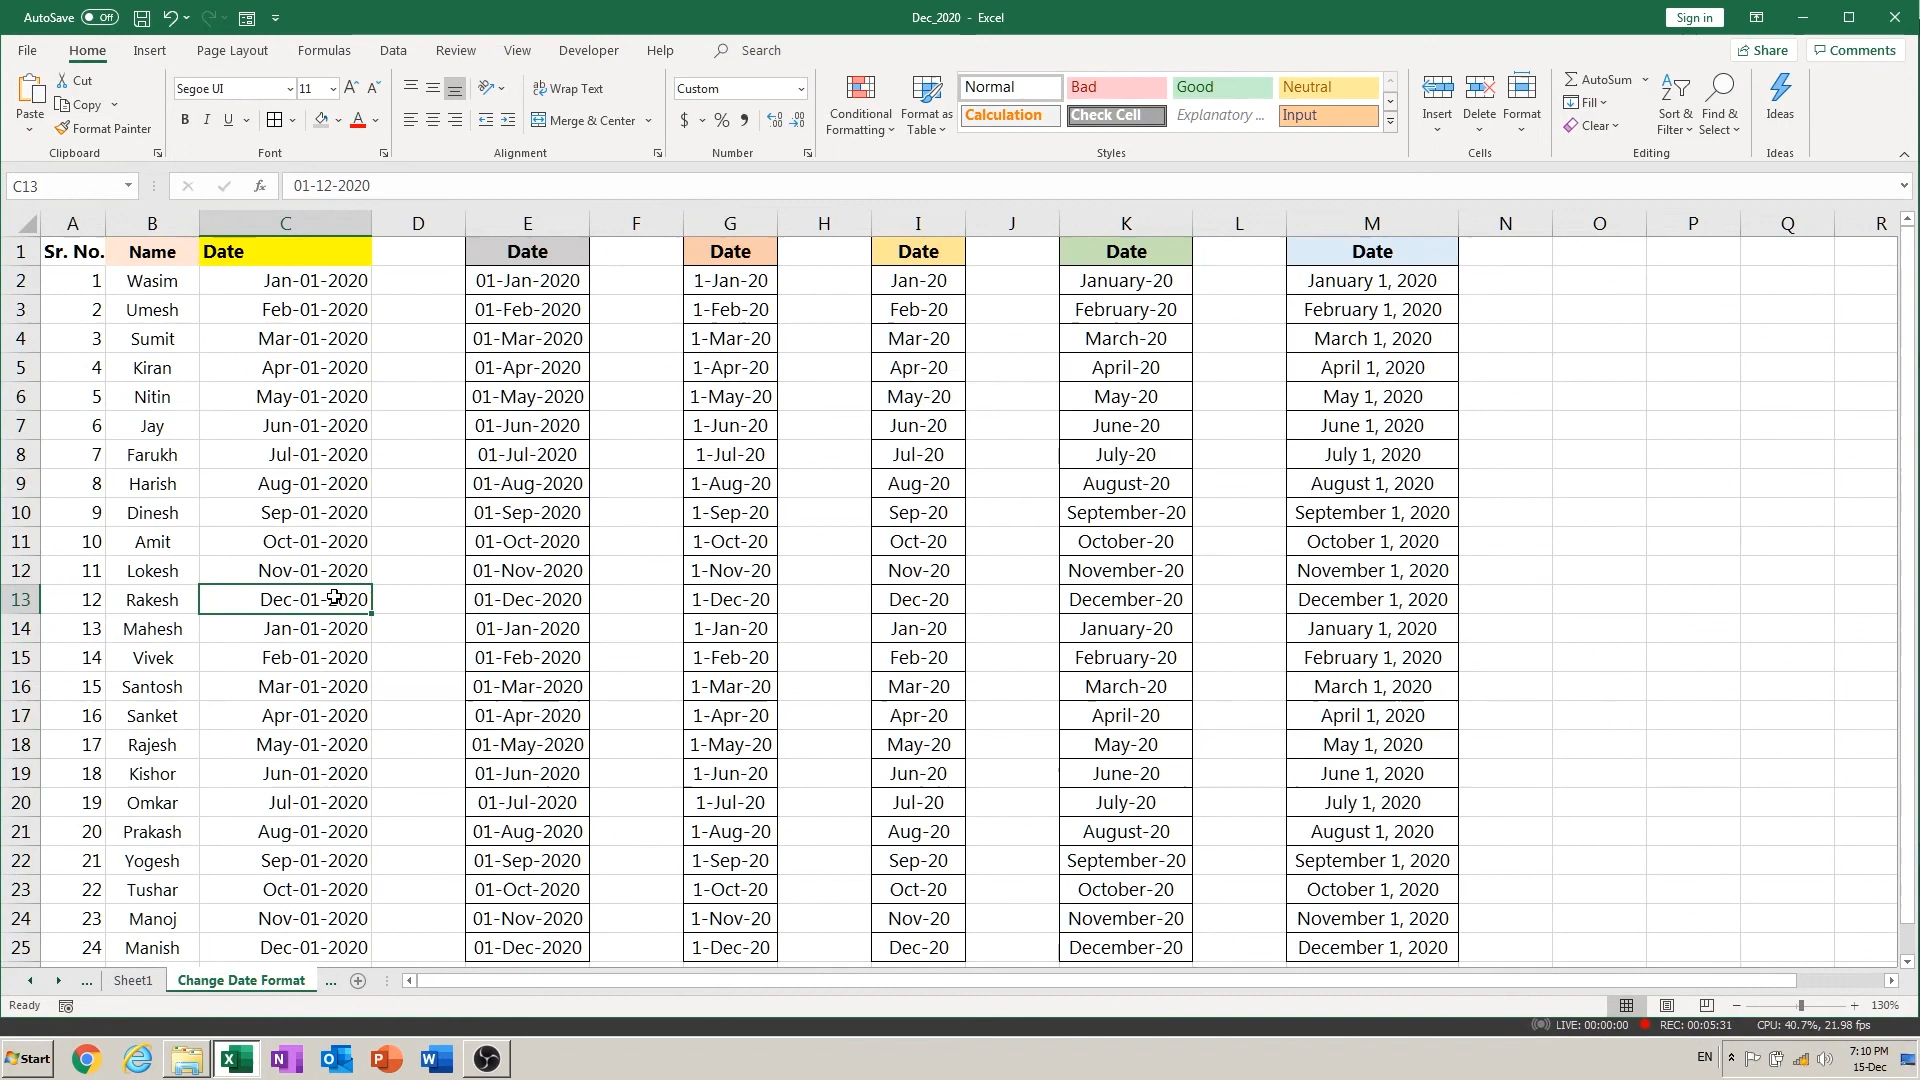 AutoSave Off Dec_2020 - Excel Sign in
File Home Insert Page Layout Formulas Data Review View Developer Help Search Share Comments
Paste Cut Copy Format Painter Clipboard
Segoe UI 11 A A B I U A Font
ab Wrap Text Merge & Center Alignment
Custom $ % , Number
Conditional Formatting Format as Table Normal Bad Good Neutral Calculation Check Cell Explanatory ... Input Styles
Insert Delete Format Cells
AutoSum Fill Clear Sort & Filter Find & Select Editing
Ideas Ideas
C13 fx 01-12-2020
A B C D E F G H I J K L M N O P Q R
1 Sr. No. Name Date Date Date Date Date Date
2 1 Wasim Jan-01-2020 01-Jan-2020 1-Jan-20 Jan-20 January-20 January 1, 2020
3 2 Umesh Feb-01-2020 01-Feb-2020 1-Feb-20 Feb-20 February-20 February 1, 2020
4 3 Sumit Mar-01-2020 01-Mar-2020 1-Mar-20 Mar-20 March-20 March 1, 2020
5 4 Kiran Apr-01-2020 01-Apr-2020 1-Apr-20 Apr-20 April-20 April 1, 2020
6 5 Nitin May-01-2020 01-May-2020 1-May-20 May-20 May-20 May 1, 2020
7 6 Jay Jun-01-2020 01-Jun-2020 1-Jun-20 Jun-20 June-20 June 1, 2020
8 7 Farukh Jul-01-2020 01-Jul-2020 1-Jul-20 Jul-20 July-20 July 1, 2020
9 8 Harish Aug-01-2020 01-Aug-2020 1-Aug-20 Aug-20 August-20 August 1, 2020
10 9 Dinesh Sep-01-2020 01-Sep-2020 1-Sep-20 Sep-20 September-20 September 1, 2020
11 10 Amit Oct-01-2020 01-Oct-2020 1-Oct-20 Oct-20 October-20 October 1, 2020
12 11 Lokesh Nov-01-2020 01-Nov-2020 1-Nov-20 Nov-20 November-20 November 1, 2020
13 12 Rakesh Dec-01-2020 01-Dec-2020 1-Dec-20 Dec-20 December-20 December 1, 2020
14 13 Mahesh Jan-01-2020 01-Jan-2020 1-Jan-20 Jan-20 January-20 January 1, 2020
15 14 Vivek Feb-01-2020 01-Feb-2020 1-Feb-20 Feb-20 February-20 February 1, 2020
16 15 Santosh Mar-01-2020 01-Mar-2020 1-Mar-20 Mar-20 March-20 March 1, 2020
17 16 Sanket Apr-01-2020 01-Apr-2020 1-Apr-20 Apr-20 April-20 April 1, 2020
18 17 Rajesh May-01-2020 01-May-2020 1-May-20 May-20 May-20 May 1, 2020
19 18 Kishor Jun-01-2020 01-Jun-2020 1-Jun-20 Jun-20 June-20 June 1, 2020
20 19 Omkar Jul-01-2020 01-Jul-2020 1-Jul-20 Jul-20 July-20 July 1, 2020
21 20 Prakash Aug-01-2020 01-Aug-2020 1-Aug-20 Aug-20 August-20 August 1, 2020
22 21 Yogesh Sep-01-2020 01-Sep-2020 1-Sep-20 Sep-20 September-20 September 1, 2020
23 22 Tushar Oct-01-2020 01-Oct-2020 1-Oct-20 Oct-20 October-20 October 1, 2020
24 23 Manoj Nov-01-2020 01-Nov-2020 1-Nov-20 Nov-20 November-20 November 1, 2020
25 24 Manish Dec-01-2020 01-Dec-2020 1-Dec-20 Dec-20 December-20 December 1, 2020
... Sheet1 Change Date Format ...
Ready 130%
LIVE: 00:00:00 REC: 00:05:31 CPU: 40.7%, 21.98 fps
Start EN 7:10 PM
15-Dec